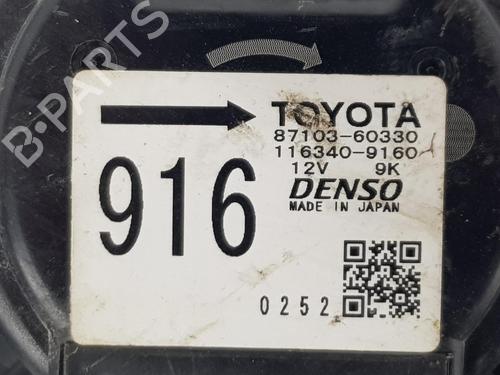 TOYOTA
87103-60330
116340-9160
12V 9K
DENSO
MADE IN JAPAN
916
0252
B-PARTS